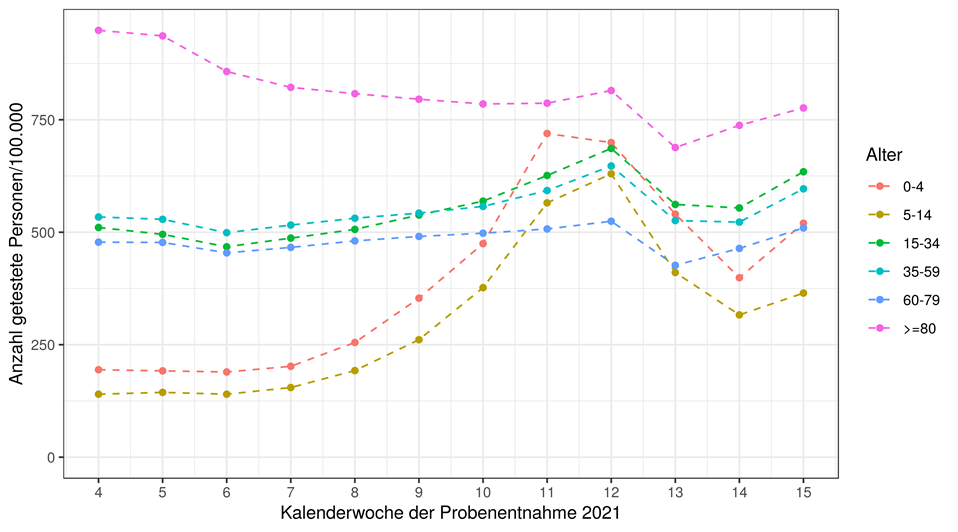 Anzahl getestete Personen/100.000
750
500
250
0
4 5 6 7 8 9 10 11 12 13 14 15
Kalenderwoche der Probenentnahme 2021
Alter
0-4
5-14
15-34
35-59
60-79
>=80